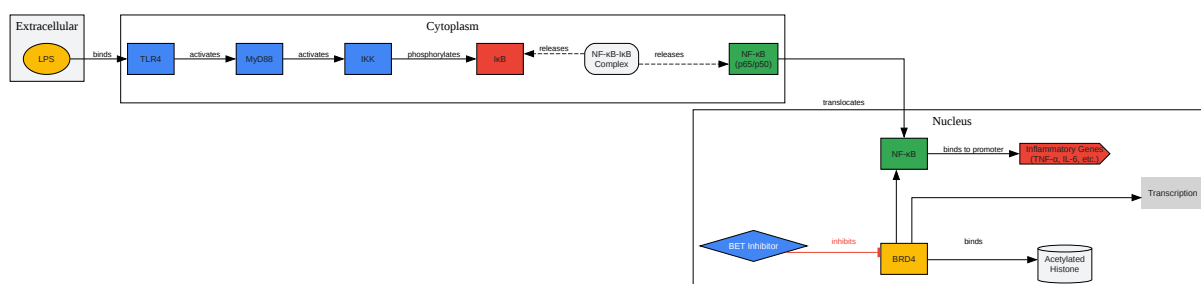 Extracellular
Cytoplasm
LPS
binds
TLR4
activates
MyD88
activates
IKK
phosphorylates
IκB
releases
NF-κB-IκB
Complex
releases
NF-κB
(p65/p50)
translocates
Nucleus
NF-κB
binds to promoter
Inflammatory Genes
(TNF-α, IL-6, etc.)
Transcription
BET Inhibitor
inhibits
BRD4
binds
Acetylated
Histone